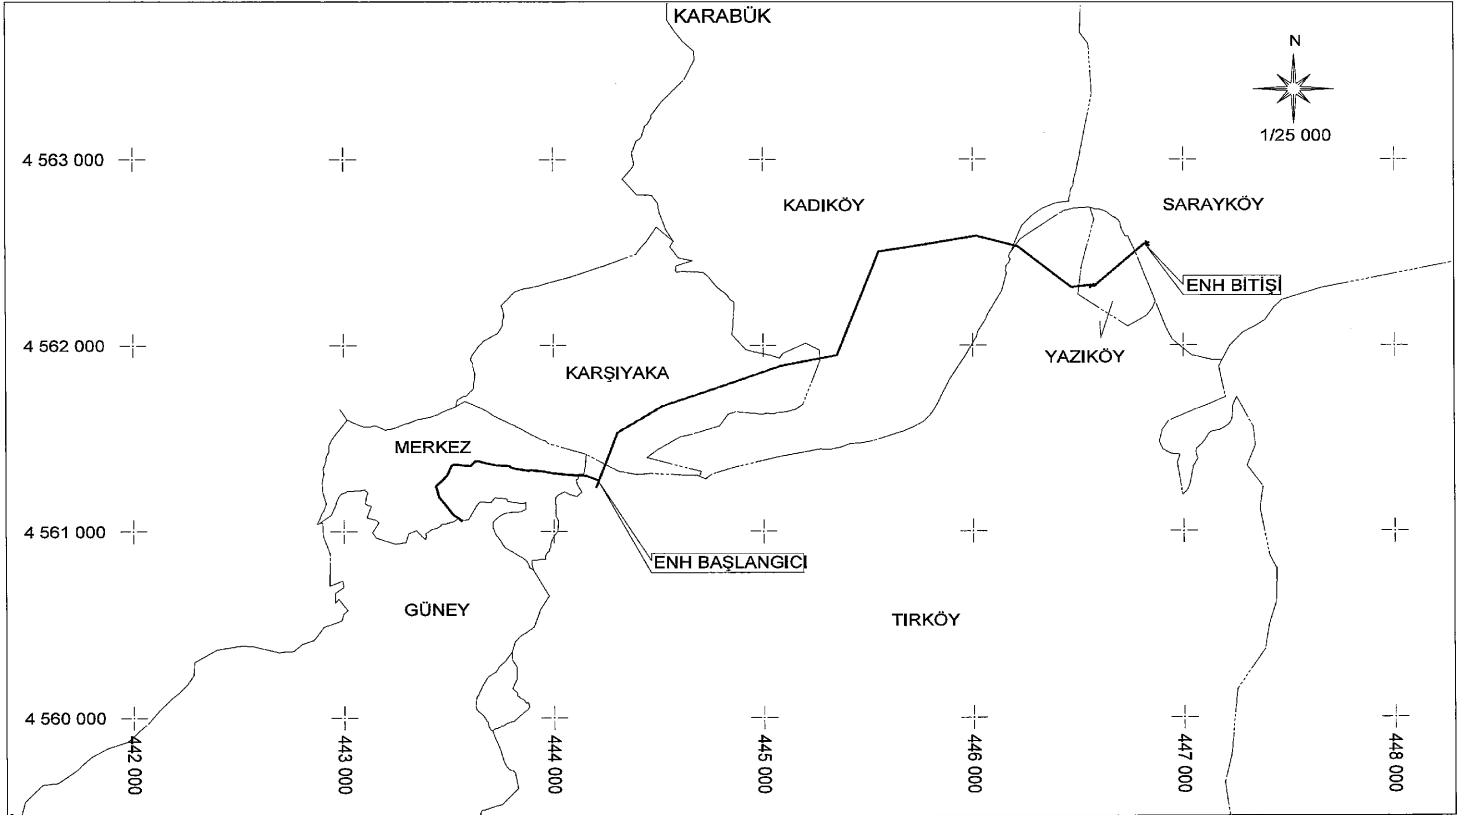 KARABÜK
N
1/25 000
4 563 000
KADIKÖY
SARAYKÖY
ENH BİTİŞİ
4 562 000
YAZIKÖY
KARŞIYAKA
MERKEZ
4 561 000
ENH BAŞLANGICI
GÜNEY
TIRKÖY
4 560 000
442 000
443 000
444 000
445 000
446 000
447 000
448 000